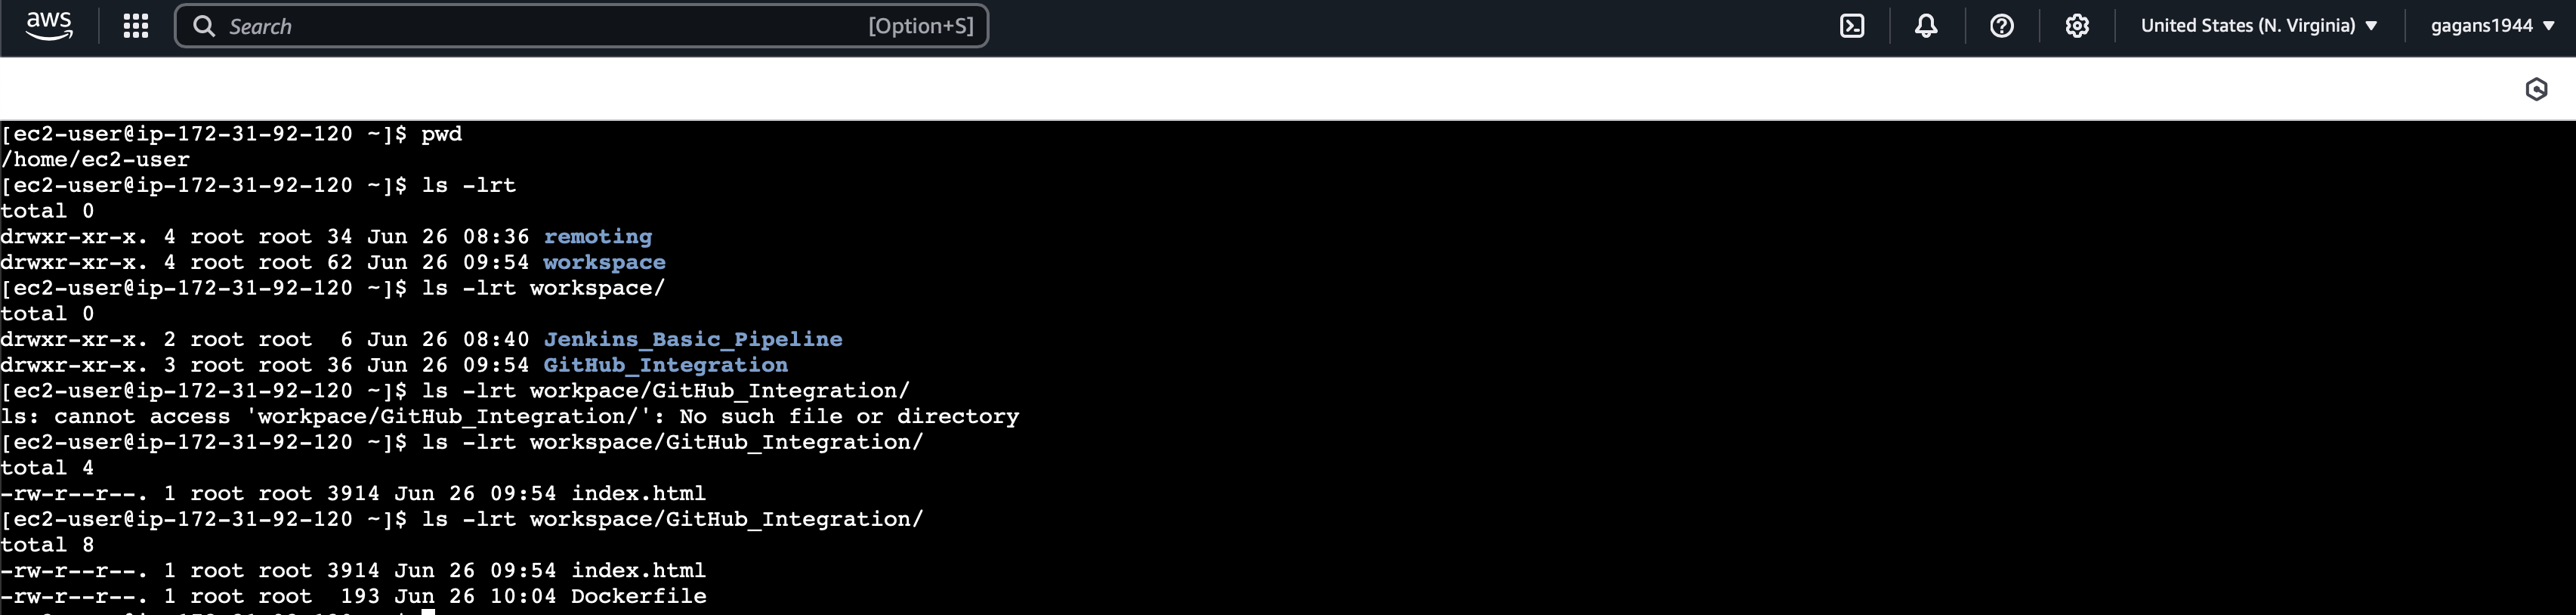 aws
Search [Option+S] United States (N. Virginia) gagans1944
[ec2-user@ip-172-31-92-120 ~]$ pwd
/home/ec2-user
[ec2-user@ip-172-31-92-120 ~]$ ls -lrt
total 0
drwxr-xr-x. 4 root root 34 Jun 26 08:36 remoting
drwxr-xr-x. 4 root root 62 Jun 26 09:54 workspace
[ec2-user@ip-172-31-92-120 ~]$ ls -lrt workspace/
total 0
drwxr-xr-x. 2 root root  6 Jun 26 08:40 Jenkins_Basic_Pipeline
drwxr-xr-x. 3 root root 36 Jun 26 09:54 GitHub_Integration
[ec2-user@ip-172-31-92-120 ~]$ ls -lrt workpace/GitHub_Integration/
ls: cannot access 'workpace/GitHub_Integration/': No such file or directory
[ec2-user@ip-172-31-92-120 ~]$ ls -lrt workspace/GitHub_Integration/
total 4
-rw-r--r--. 1 root root 3914 Jun 26 09:54 index.html
[ec2-user@ip-172-31-92-120 ~]$ ls -lrt workspace/GitHub_Integration/
total 8
-rw-r--r--. 1 root root 3914 Jun 26 09:54 index.html
-rw-r--r--. 1 root root  193 Jun 26 10:04 Dockerfile